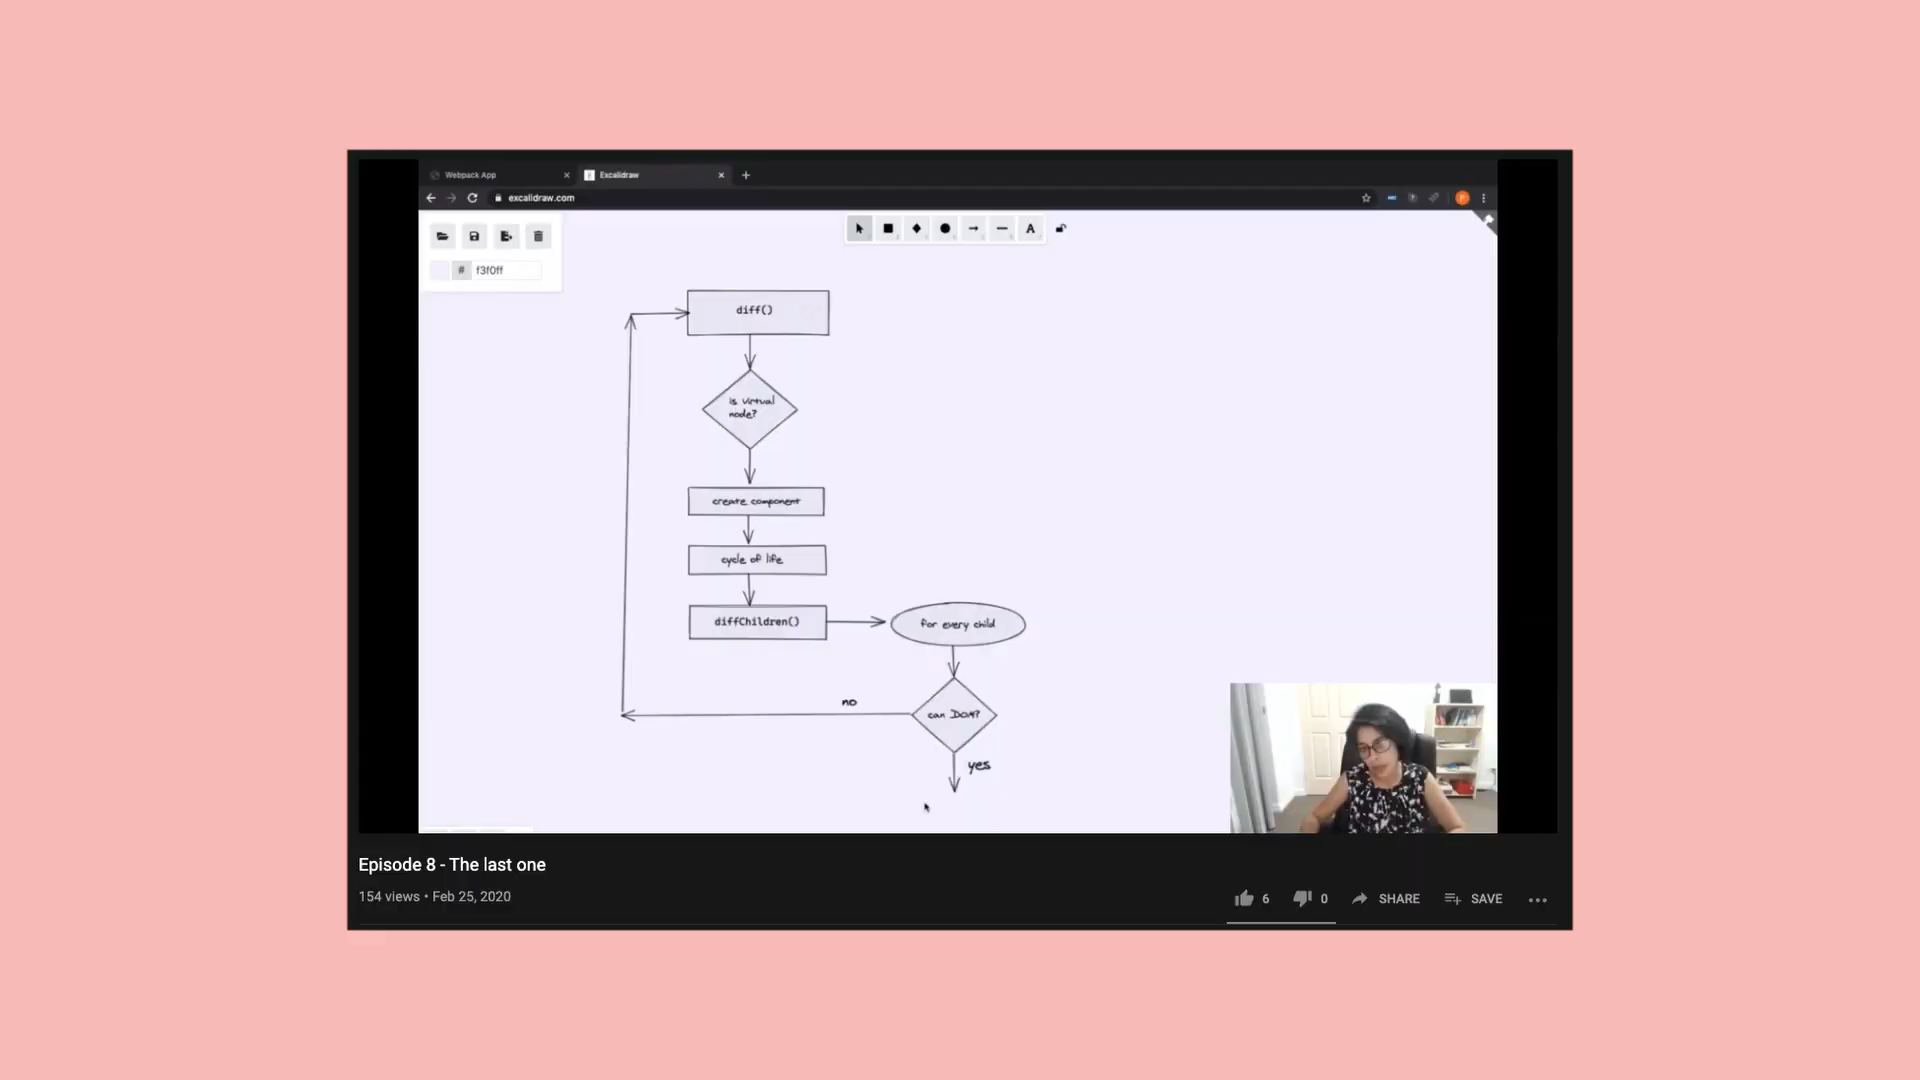 Webpack App
Excalidraw
excalidraw.com
A
# f3f0ff
diff()
is virtual
node?
create component
cycle of life
diffChildren()
for every child
no
can DOM?
yes
Episode 8 - The last one
154 views • Feb 25, 2020
6
0
SHARE
SAVE